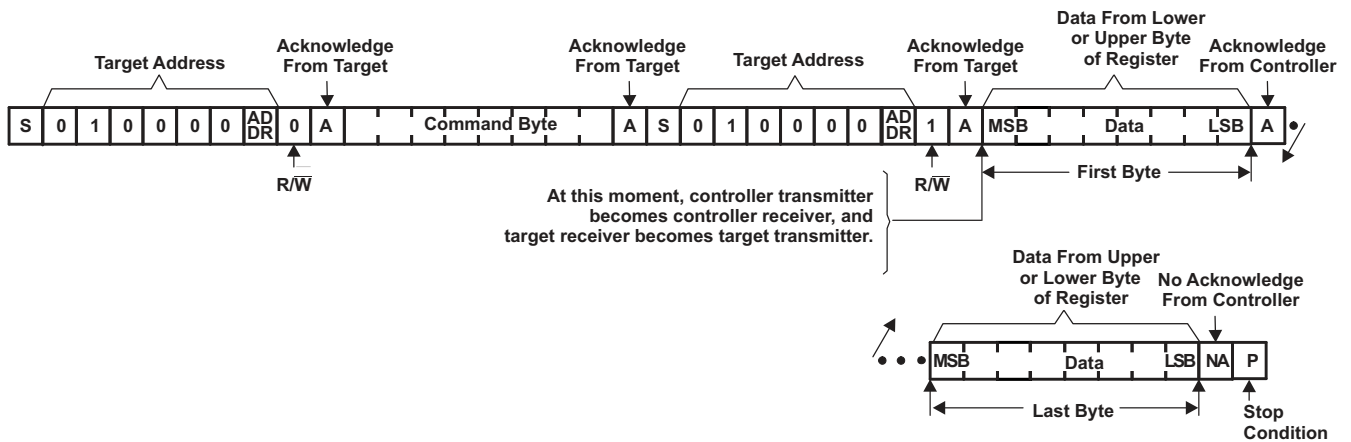 Target Address
Acknowledge
From Target
Acknowledge
From Target
Target Address
Acknowledge
From Target
Data From Lower
or Upper Byte
of Register
Acknowledge
From Controller
S 0 1 0 0 0 0 AD DR 0 A Command Byte A S 0 1 0 0 0 0 AD DR 1 A MSB Data LSB A
R/W̅
R/W̅
First Byte
At this moment, controller transmitter
becomes controller receiver, and
target receiver becomes target transmitter.
Data From Upper
or Lower Byte
of Register
No Acknowledge
From Controller
MSB Data LSB NA P
Last Byte
Stop
Condition